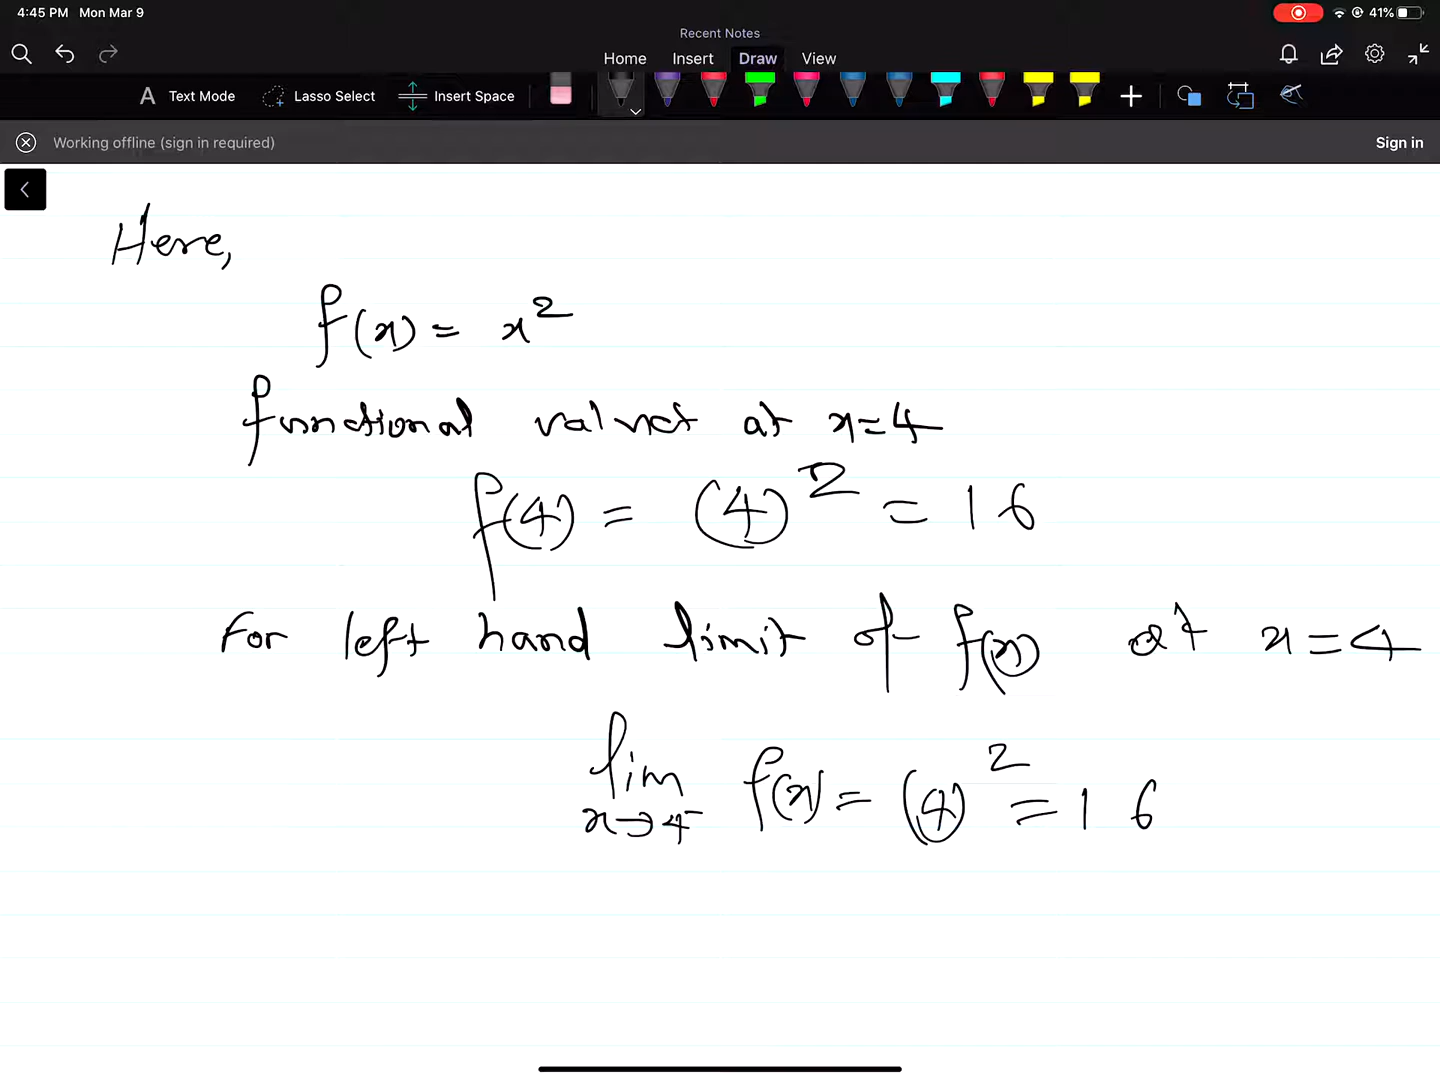 4:45 PM Mon Mar 9 41%
Recent Notes
Home Insert Draw View
A Text Mode Lasso Select Insert Space
Working offline (sign in required) Sign in
Here,
f(x) = x²
functional at x=4
f(4) = (4)² = 16
For left hand limit of f(x) at x=4
lim f(x) = (4)² = 16
x→4⁻